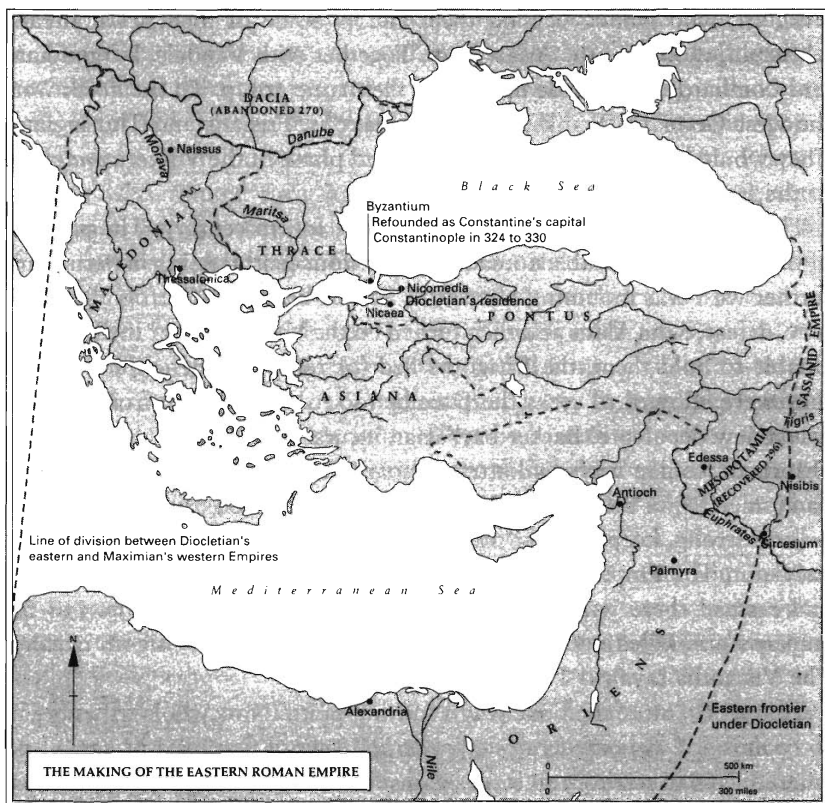 DACIA
(ABANDONED 270)
Danube
Morava
Naissus
Black Sea
Maritsa
Byzantium
Refounded as Constantine's capital
Constantinople in 324 to 330
MACEDONIA
THRACE
Thessalonica
Nicomedia
Diocletian's residence
Nicaea
PONTUS
SASSANID EMPIRE
ASIANA
Tigris
Edessa
MESOPOTAMIA
(RECOVERED 296)
Nisibis
Antioch
Euphrates
Circesium
Line of division between Diocletian's
eastern and Maximian's western Empires
Palmyra
Mediterranean Sea
N
ORIENS
Eastern frontier
under Diocletian
Alexandria
Nile
THE MAKING OF THE EASTERN ROMAN EMPIRE
0 500 km
0 300 miles